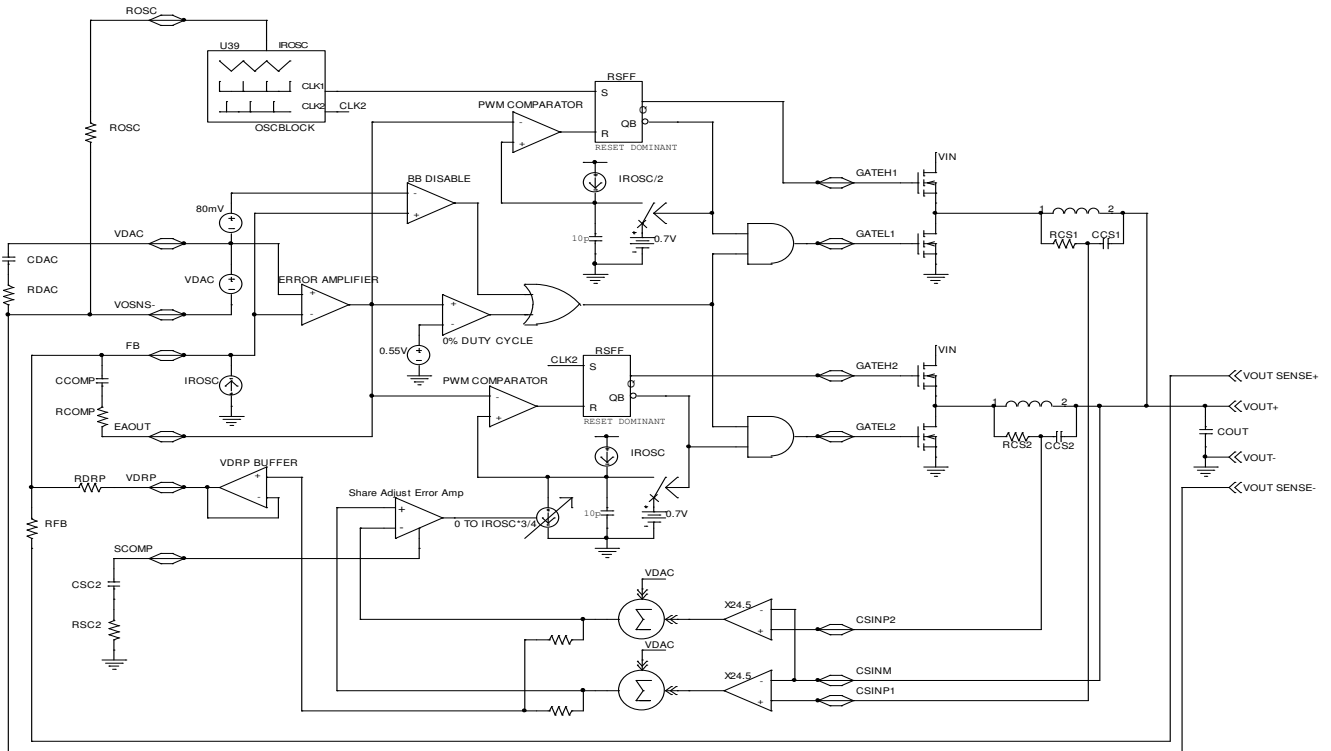 ROSC
U39 IROSC
CLK1
CLK2 CLK2
OSCBLOCK
ROSC
RSFF
S
QB
R
RESET DOMINANT
PWM COMPARATOR
-
+
VIN
BB DISABLE
-
+
IROSC/2
GATEH1
80mV
+
-
10p
+
-
0.7V
1 2
RCS1 CCS1
VDAC
GATEL1
CDAC
RDAC
VDAC
+
-
ERROR AMPLIFIER
+
-
VOSNS-
+
-
0% DUTY CYCLE
0.55V
+
-
FB
RSFF
CLK2
S
QB
R
RESET DOMINANT
VIN
CCOMP
IROSC
PWM COMPARATOR
-
+
GATEH2
VOUT SENSE+
RCOMP
1 2
VOUT+
EAOUT
GATEL2
RCS2 CCS2
COUT
IROSC
VOUT-
VDRP BUFFER
+
-
RDRP VDRP
VOUT SENSE-
Share Adjust Error Amp
+
-
0 TO IROSC*3/4
10p
+
-
0.7V
RFB
SCOMP
CSC2
VDAC
X24.5
-
+
Σ
RSC2
CSINP2
VDAC
X24.5
-
+
Σ
CSINM
CSINP1